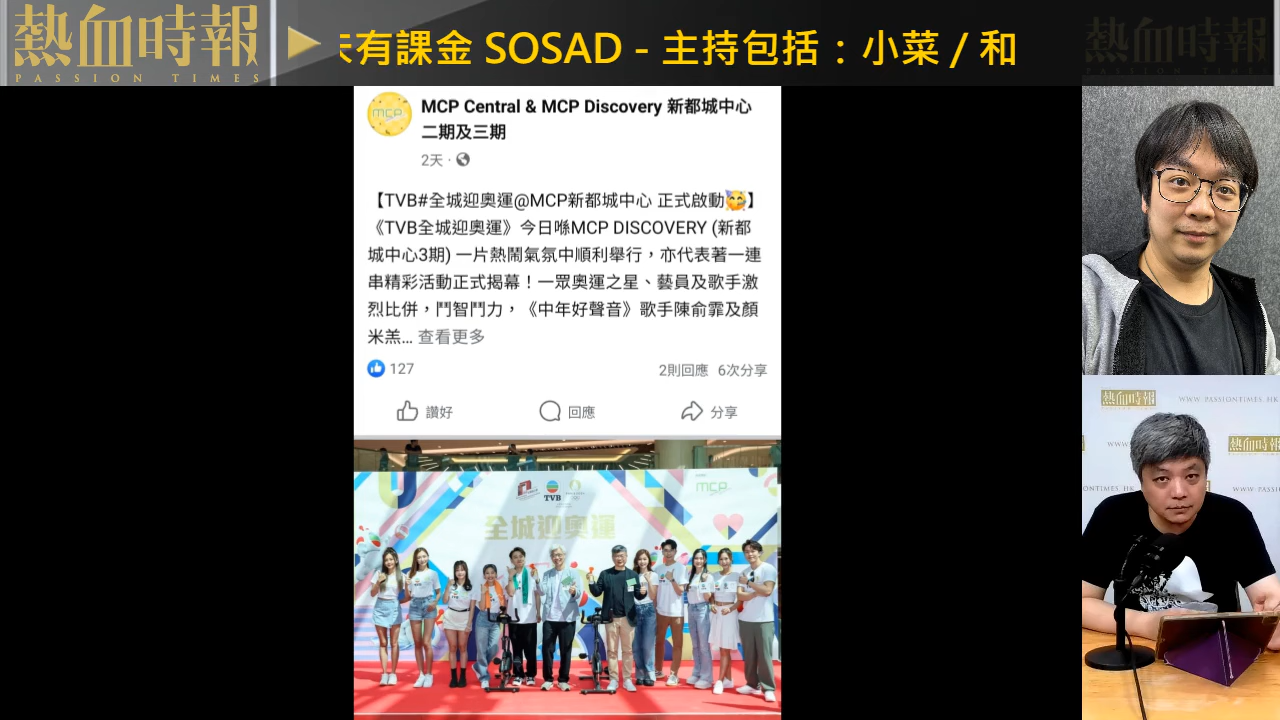 熱血時報
PASSION TIMES
有課金 SOSAD - 主持包括：小菜 / 和
熱血時報
PASSION TIMES
MCP Central & MCP Discovery 新都城中心
二期及三期
2天
【TVB#全城迎奧運@MCP新都城中心 正式啟動🥳】
《TVB全城迎奧運》今日喺MCP DISCOVERY (新都
城中心3期) 一片熱鬧氣氛中順利舉行，亦代表著一連
串精彩活動正式揭幕！一眾奧運之星、藝員及歌手激
烈比併，鬥智鬥力，《中年好聲音》歌手陳俞霏及顏
米羔... 查看更多
127
2則回應 6次分享
讚好
回應
分享
TVB
mcp
全城迎奧運
熱血時報
WWW.PASSIONTIMES.HK
熱血時報